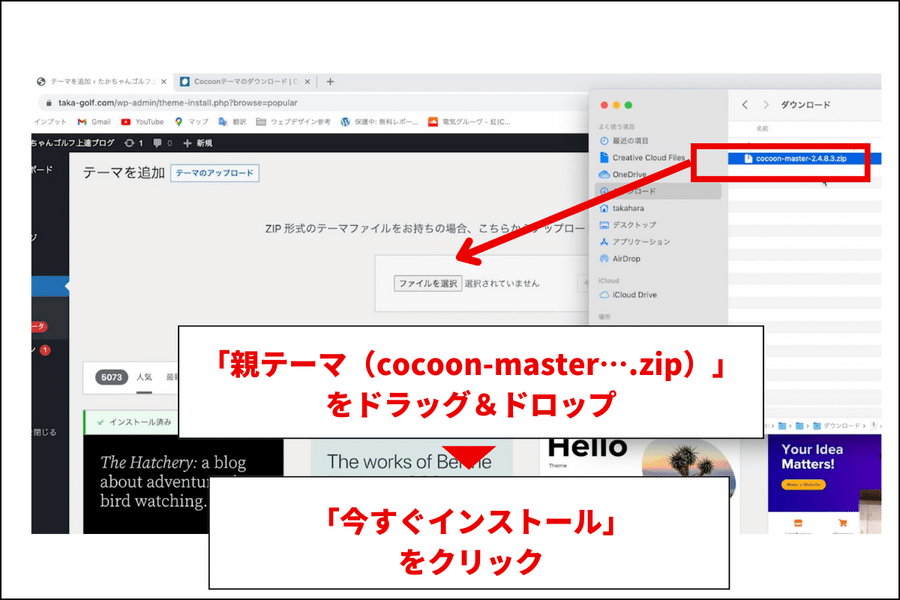 テーマを追加 ‹ たかちゃんゴルフ上
Cocoonテーマのダウンロード | C
taka-golf.com/wp-admin/theme-install.php?browse=popular
インプット Gmail YouTube マップ 翻訳 ウェブデザイン参考 保護中: 無料レポー... 電気グルーヴ - 虹(C...
ちゃんゴルフ上達ブログ 1 0 新規
ボード
テーマを追加 テーマのアップロード
ZIP 形式のテーマファイルをお持ちの場合、こちらからアップロー
ファイルを選択 選択されていません
ダウンロード
名前
cocoon-master-2.4.8.3.zip
よく使う項目
最近の項目
Creative Cloud Files
OneDrive
ダウンロード
takahara
デスクトップ
アプリケーション
AirDrop
iCloud
iCloud Drive
場所
「親テーマ（cocoon-master….zip）」
をドラッグ＆ドロップ
5073 人気 最新
1
インストール済み
を閉じる
The Hatchery: a blog
about adventur
bird watching.
The works of Be
Hello
Theme
ダウンロード
Your Idea
Matters!
Make a Website
「今すぐインストール」
をクリック